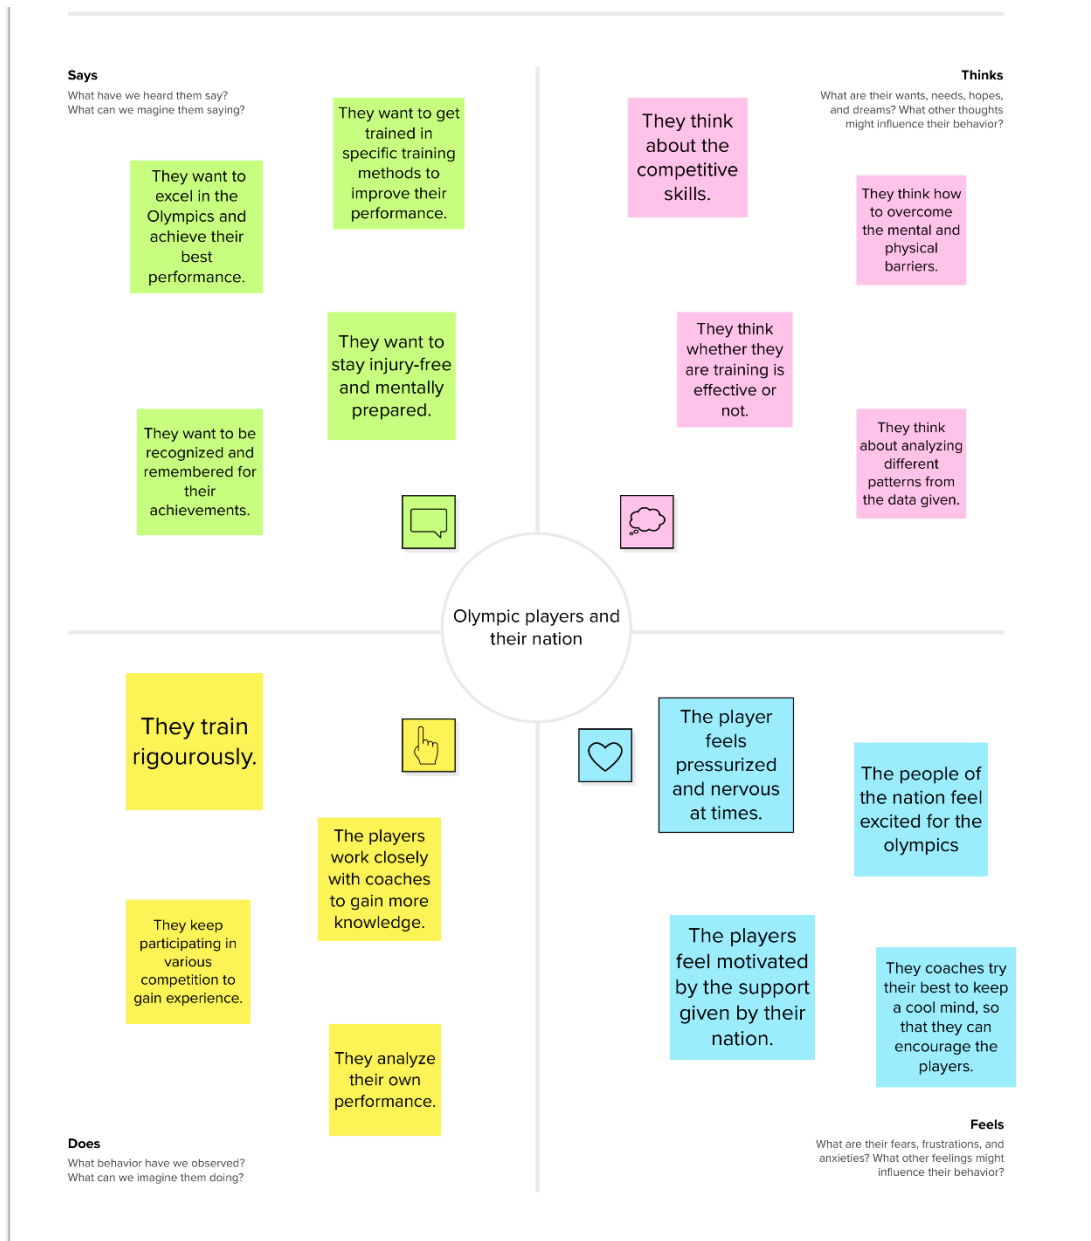 Says
What have we heard them say?
What can we magine them saying?
They want to get
trained in
specific training
methods to
improve their
performance.
They want to
excel in the
Olympics and
achieve their
best
performance.
They want to
stay injury-free
and mentally
prepared.
They want to be
recognized and
remembered for
their
achievements.
Thinks
What are their wants, needs, hopes,
and dreams? What other thoughts
might influence their behavior?
They think
about the
competitive
skills.
They think how
to overcome
the mental and
physical
barriers.
They think
whether they
are training is
effective or
not.
They think
about analyzing
different
patterns from
the data given.
Olympic players and
their nation
They train
rigourously.
The players
work closely
with coaches
to gain more
knowledge.
They keep
participating in
various
competition to
gain experience.
They analyze
their own
performance.
Does
What behavior have we observed?
What can we imagine them doing?
The player
feels
pressurized
and nervous
at times.
The people of
the nation feel
excited for the
olympics
The players
feel motivated
by the support
given by their
nation.
They coaches try
their best to keep
a cool mind, so
that they can
encourage the
players.
Feels
What are their fears, frustrations, and
anxieties? What other feelings might
influence their behavior?